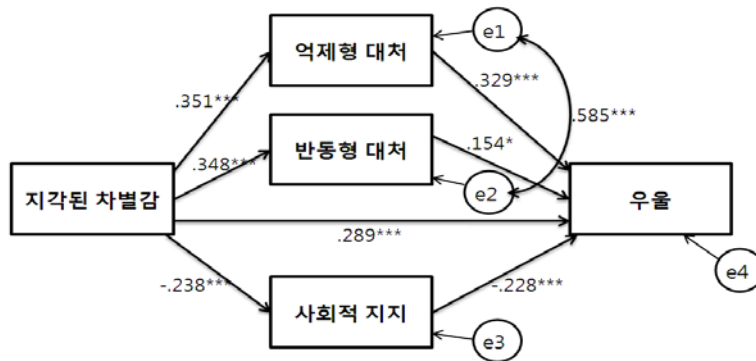 억제형 대처
e1
.351***
.329***
.585***
반동형 대처
.154*
.348***
e2
지각된 차별감
우울
.289***
-.238***
-.228***
e4
사회적 지지
e3